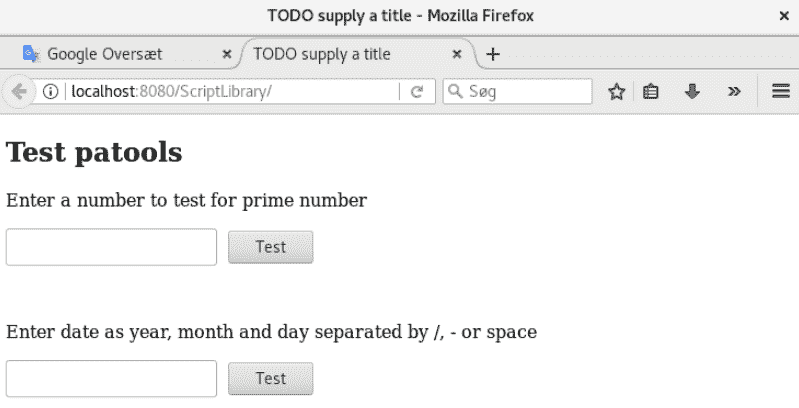 TODO supply a title - Mozilla Firefox
Google Oversæt
TODO supply a title
localhost:8080/ScriptLibrary/
Søg
Test patools
Enter a number to test for prime number
Test
Enter date as year, month and day separated by /, - or space
Test